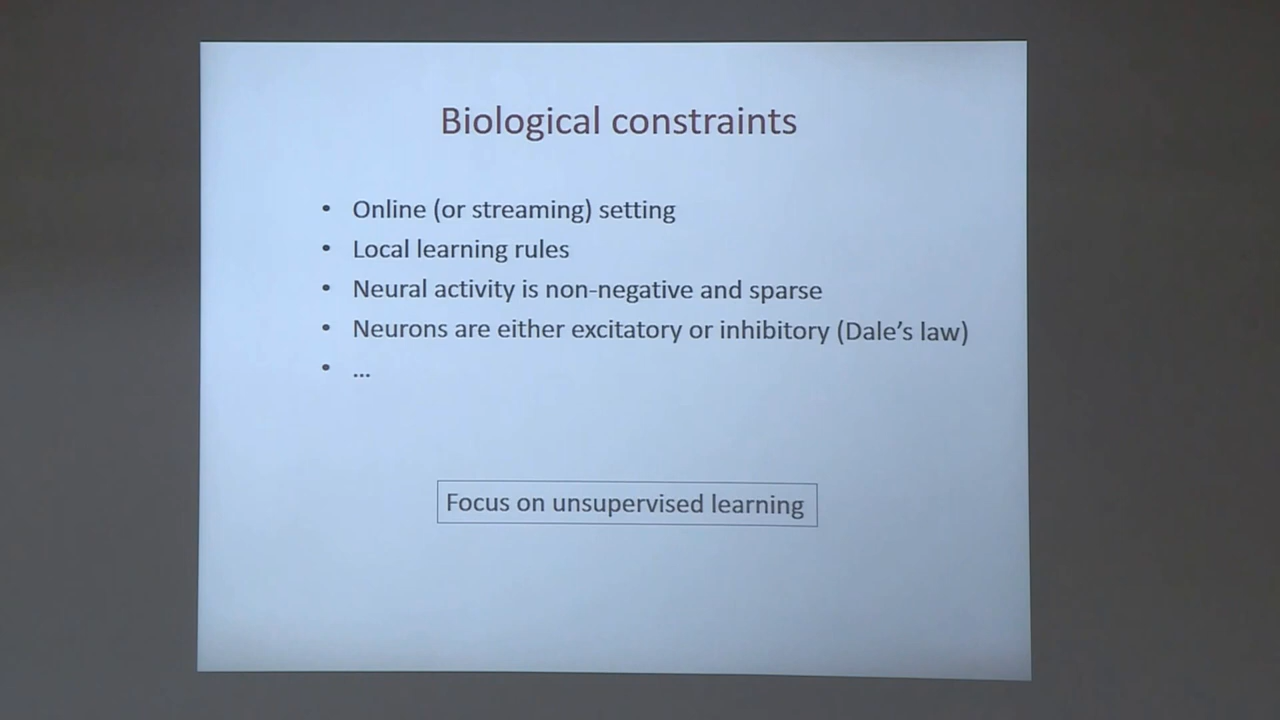 Biological constraints
• Online (or streaming) setting
• Local learning rules
• Neural activity is non-negative and sparse
• Neurons are either excitatory or inhibitory (Dale’s law)
• ...
Focus on unsupervised learning